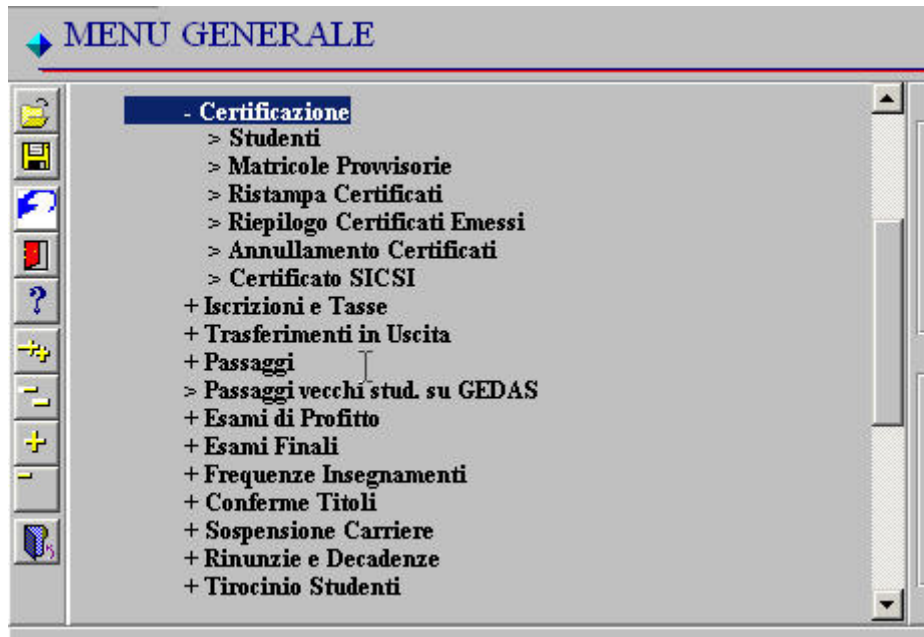 MENU GENERALE
- Certificazione
> Studenti
> Matricole Provvisorie
> Ristampa Certificati
> Riepilogo Certificati Emessi
> Annullamento Certificati
> Certificato SICSI
+ Iscrizioni e Tasse
+ Trasferimenti in Uscita
+ Passaggi
> Passaggi vecchi stud. su GEDAS
+ Esami di Profitto
+ Esami Finali
+ Frequenze Insegnamenti
+ Conferme Titoli
+ Sospensione Carriere
+ Rinunzie e Decadenze
+ Tirocinio Studenti